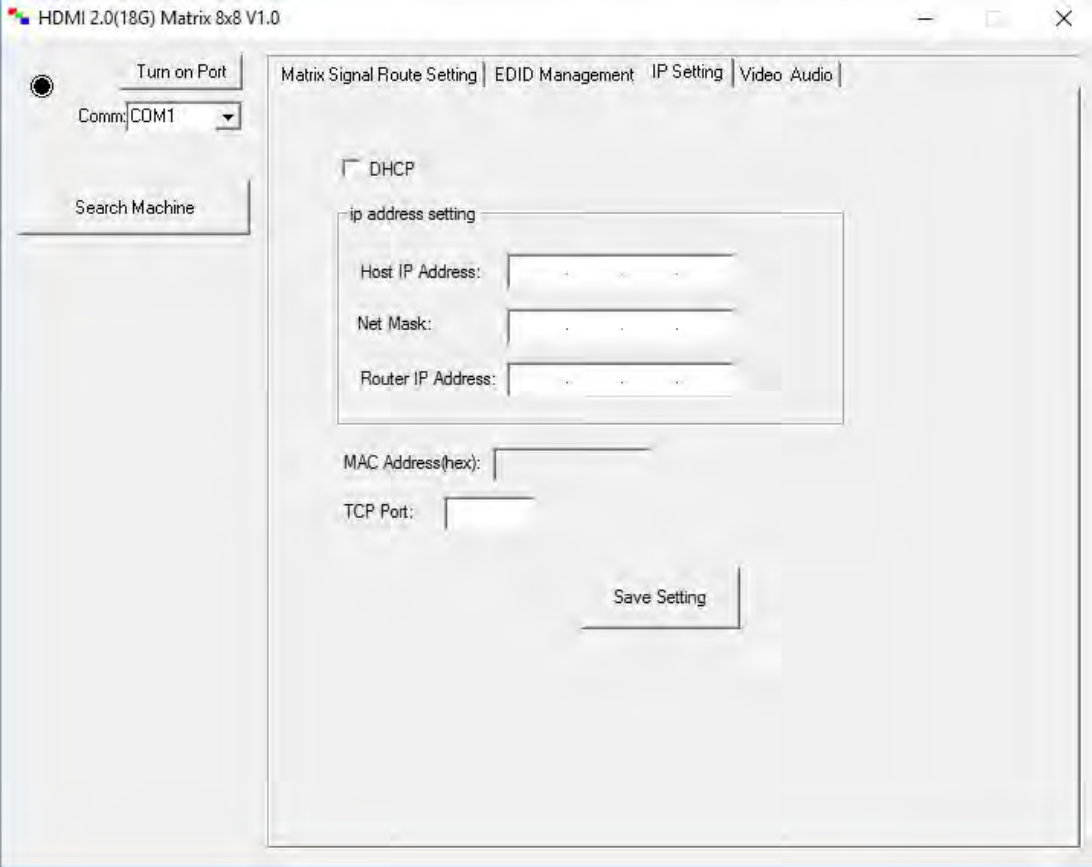 HDMI 2.0(18G) Matrix 8x8 V1.0
Turn on Port
Comm: COM1
Search Machine
Matrix Signal Route Setting EDID Management IP Setting Video Audio
DHCP
ip address setting
Host IP Address:
Net Mask:
Router IP Address:
MAC Address(hex):
TCP Port:
Save Setting